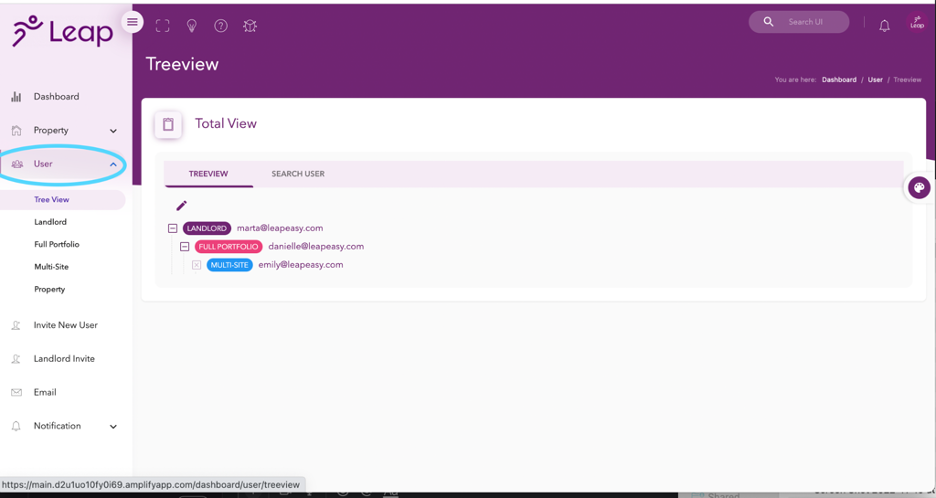 Leap
Search UI
Leap
Treeview
You are here: Dashboard / User / Treeview
Dashboard
Property
User
Tree View
Landlord
Full Portfolio
Multi-Site
Property
Invite New User
Landlord Invite
Email
Notification
Total View
TREEVIEW SEARCH USER
LANDLORD marta@leapeasy.com
FULL PORTFOLIO danielle@leapeasy.com
MULTI-SITE emily@leapeasy.com
https://main.d2u1uo10fy0i69.amplifyapp.com/dashboard/user/treeview
Shared